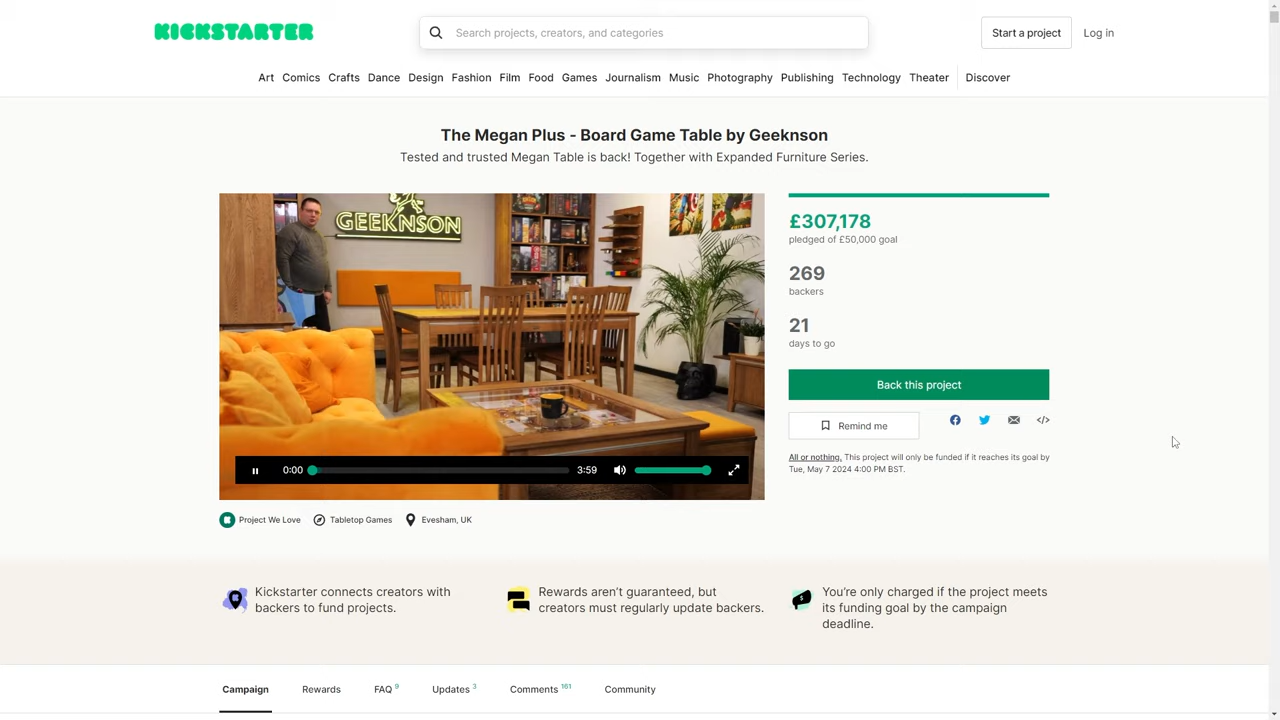 KICKSTARTER
Search projects, creators, and categories
Start a project
Log in
Art Comics Crafts Dance Design Fashion Film Food Games Journalism Music Photography Publishing Technology Theater Discover
The Megan Plus - Board Game Table by Geeknson
Tested and trusted Megan Table is back! Together with Expanded Furniture Series.
GEEKNSON
0:00
3:59
£307,178
pledged of £50,000 goal
269
backers
21
days to go
Back this project
Remind me
All or nothing. This project will only be funded if it reaches its goal by
Tue, May 7 2024 4:00 PM BST.
Project We Love Tabletop Games Evesham, UK
Kickstarter connects creators with
backers to fund projects.
Rewards aren't guaranteed, but
creators must regularly update backers.
You're only charged if the project meets
its funding goal by the campaign
deadline.
Campaign Rewards FAQ 9 Updates 3 Comments 161 Community